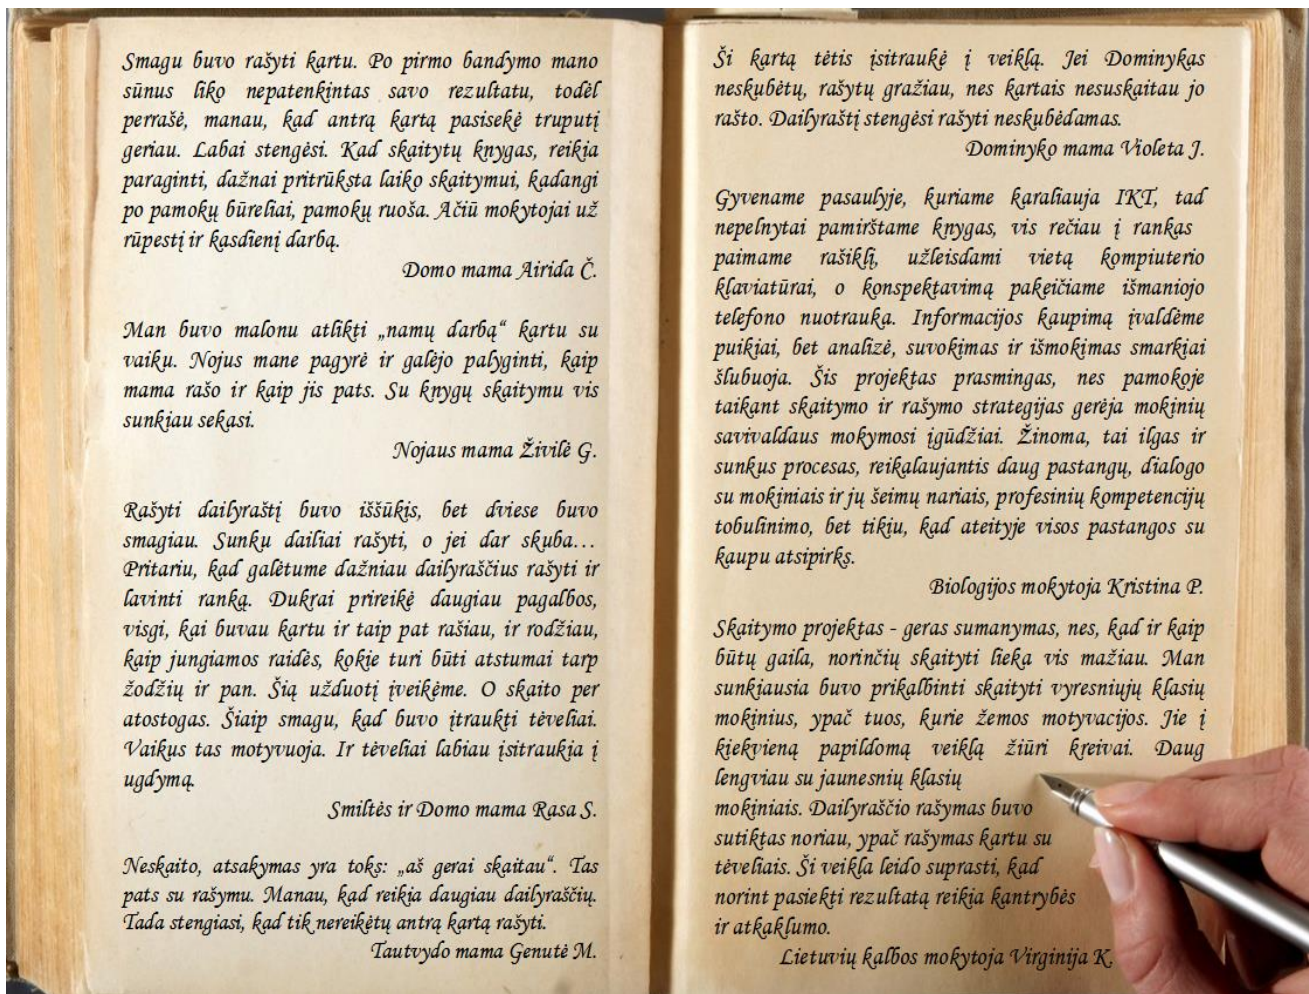 Smagu buvo rašyti kartu. Po pirmo bandymo mano
sūnus liko nepatenkintas savo rezultatu, todėl
perrašė, manau, kad antrą kartą pasisekė truputį
geriau. Labai stengėsi. Kad skaitytų knygas, reikia
paraginti, dažnai pritrūksta laiko skaitymui, kadangi
po pamokų būreliai, pamokų ruoša. Ačiū mokytojai už
rūpestį ir kasdienį darbą.
Domo mama Airida Č.
Man buvo malonu atlikti „namų darbą“ kartu su
vaiku. Nojus mane pagyrė ir galėjo palyginti, kaip
mama rašo ir kaip jis pats. Su knygų skaitymu vis
sunkiau sekasi.
Nojaus mama Živilė G.
Rašyti dailyraštį buvo iššūkis, bet dviese buvo
smagiau. Sunku dailiai rašyti, o jei dar skuba…
Pritariu, kad galėtume dažniau dailyraščius rašyti ir
lavinti ranką. Dukrai prireikė daugiau pagalbos,
visgi, kai buvau kartu ir taip pat rašiau, ir rodžiau,
kaip jungiamos raidės, kokie turi būti atstumai tarp
žodžių ir pan. Šią užduotį įveikėme. O skaito per
atostogas. Šiaip smagu, kad buvo įtraukti tėveliai.
Vaikus tas motyvuoja. Ir tėveliai labiau įsitraukia į
ugdymą.
Smiltės ir Domo mama Rasa S.
Neskaito, atsakymas yra toks: „aš gerai skaitau“. Tas
pats su rašymu. Manau, kad reikia daugiau dailyraščių.
Tada stengiasi, kad tik nereikėtų antrą kartą rašyti.
Tautvydo mama Genutė M.
Ši kartą tėtis įsitraukė į veiklą. Jei Dominykas
neskubėtų, rašytų gražiau, nes kartais nesuskaitau jo
rašto. Dailyraštį stengėsi rašyti neskubėdamas.
Dominyko mama Violeta J.
Gyvename pasaulyje, kuriame karaliauja IKT, tad
nepelnytai pamirštame knygas, vis rečiau į rankas
paimame rašiklį, užleisdami vietą kompiuterio
klaviatūrai, o konspektavimą pakeičiame išmaniojo
telefono nuotrauka. Informacijos kaupimą įvaldėme
puikiai, bet analizė, suvokimas ir išmokimas smarkiai
šlubuoja. Šis projektas prasmingas, nes pamokoje
taikant skaitymo ir rašymo strategijas gerėja mokinių
savivaldaus mokymosi įgūdžiai. Žinoma, tai ilgas ir
sunkus procesas, reikalaujantis daug pastangų, dialogo
su mokiniais ir jų šeimų nariais, profesinių kompetencijų
tobulinimo, bet tikiu, kad ateityje visos pastangos su
kaupu atsipirks.
Biologijos mokytoja Kristina P.
Skaitymo projektas - geras sumanymas, nes, kad ir kaip
būtų gaila, norinčių skaityti lieka vis mažiau. Man
sunkiausia buvo prikalbinti skaityti vyresniųjų klasių
mokinius, ypač tuos, kurie žemos motyvacijos. Jie į
kiekvieną papildomą veiklą žiūri kreivai. Daug
lengviau su jaunesnių klasių
mokiniais. Dailyraščio rašymas buvo
sutiktas noriau, ypač rašymas kartu su
tėveliais. Ši veikla leido suprasti, kad
norint pasiekti rezultatą reikia kantrybės
ir atkaklumo.
Lietuvių kalbos mokytoja Virginija K.